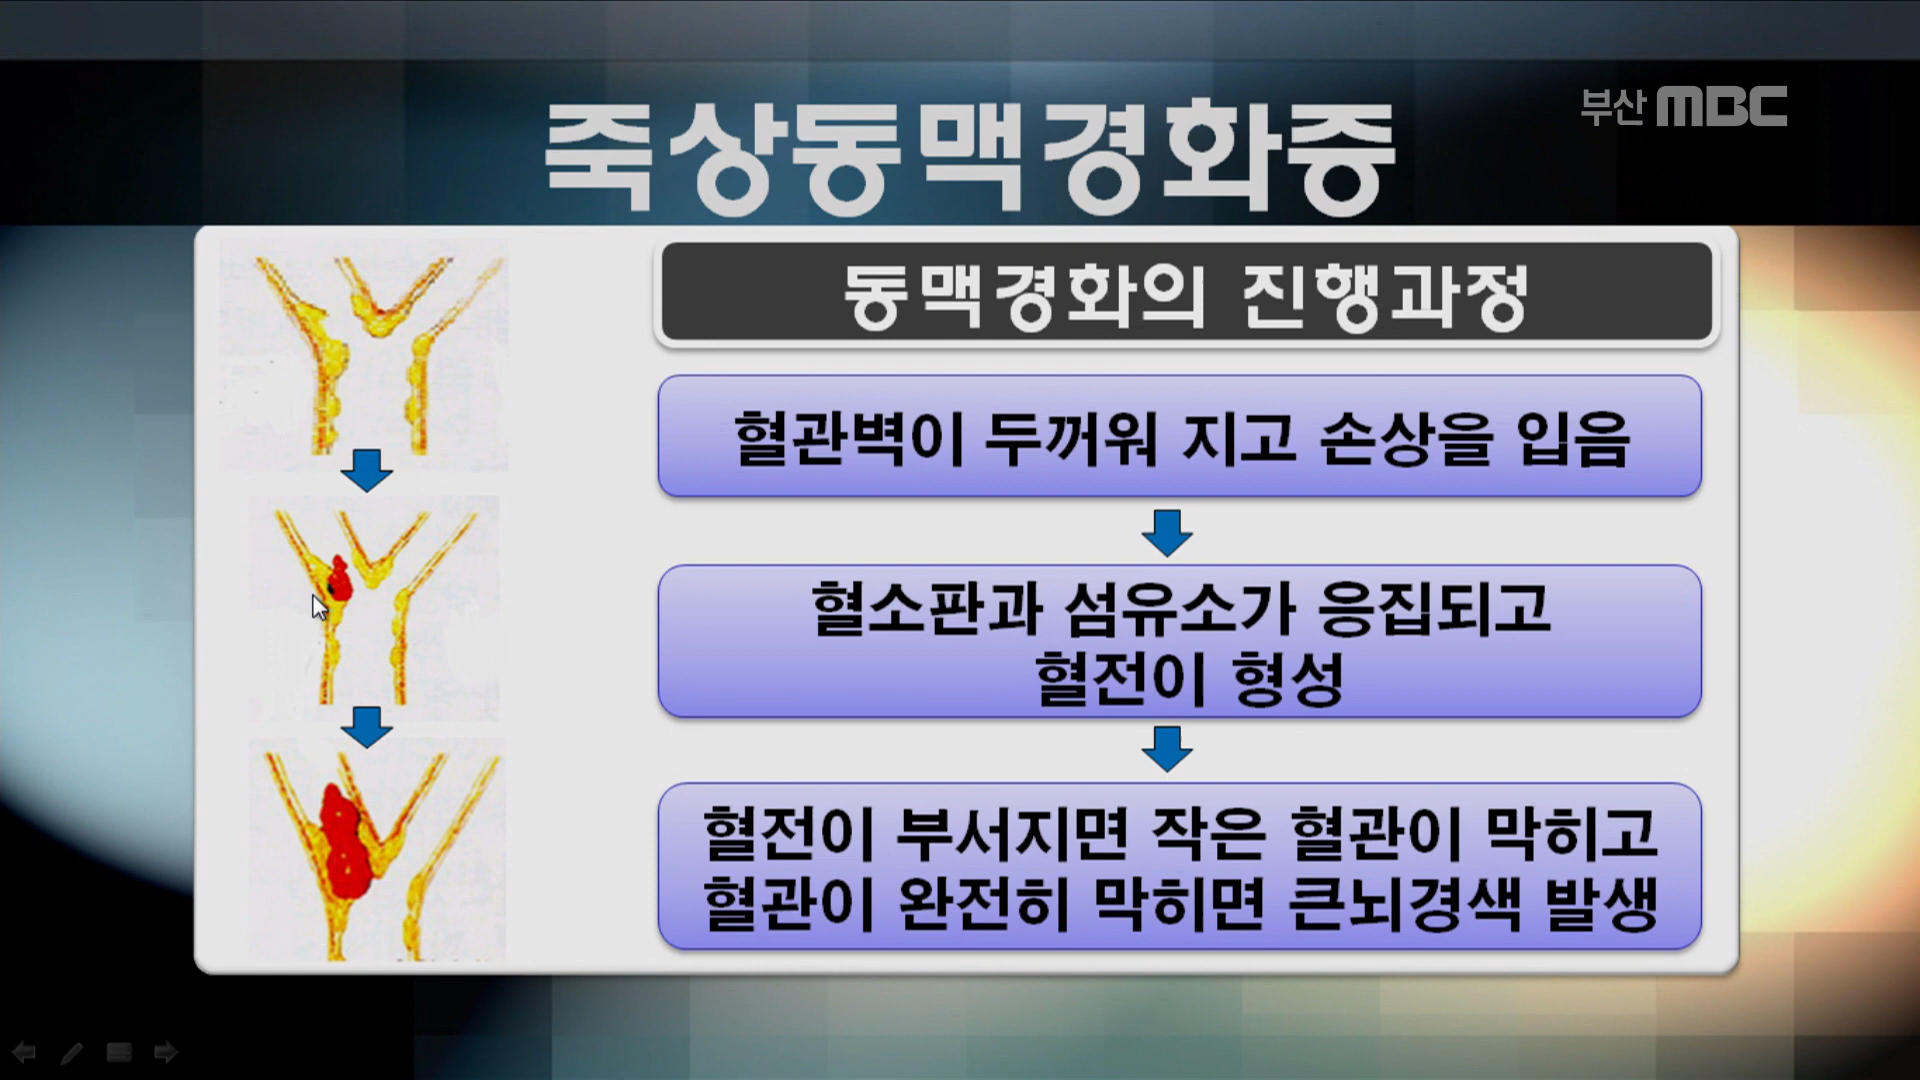 부산 MBC
죽상동맥경화증
동맥경화의 진행과정
혈관벽이 두꺼워 지고 손상을 입음
혈소판과 섬유소가 응집되고
혈전이 형성
혈전이 부서지면 작은 혈관이 막히고
혈관이 완전히 막히면 큰뇌경색 발생